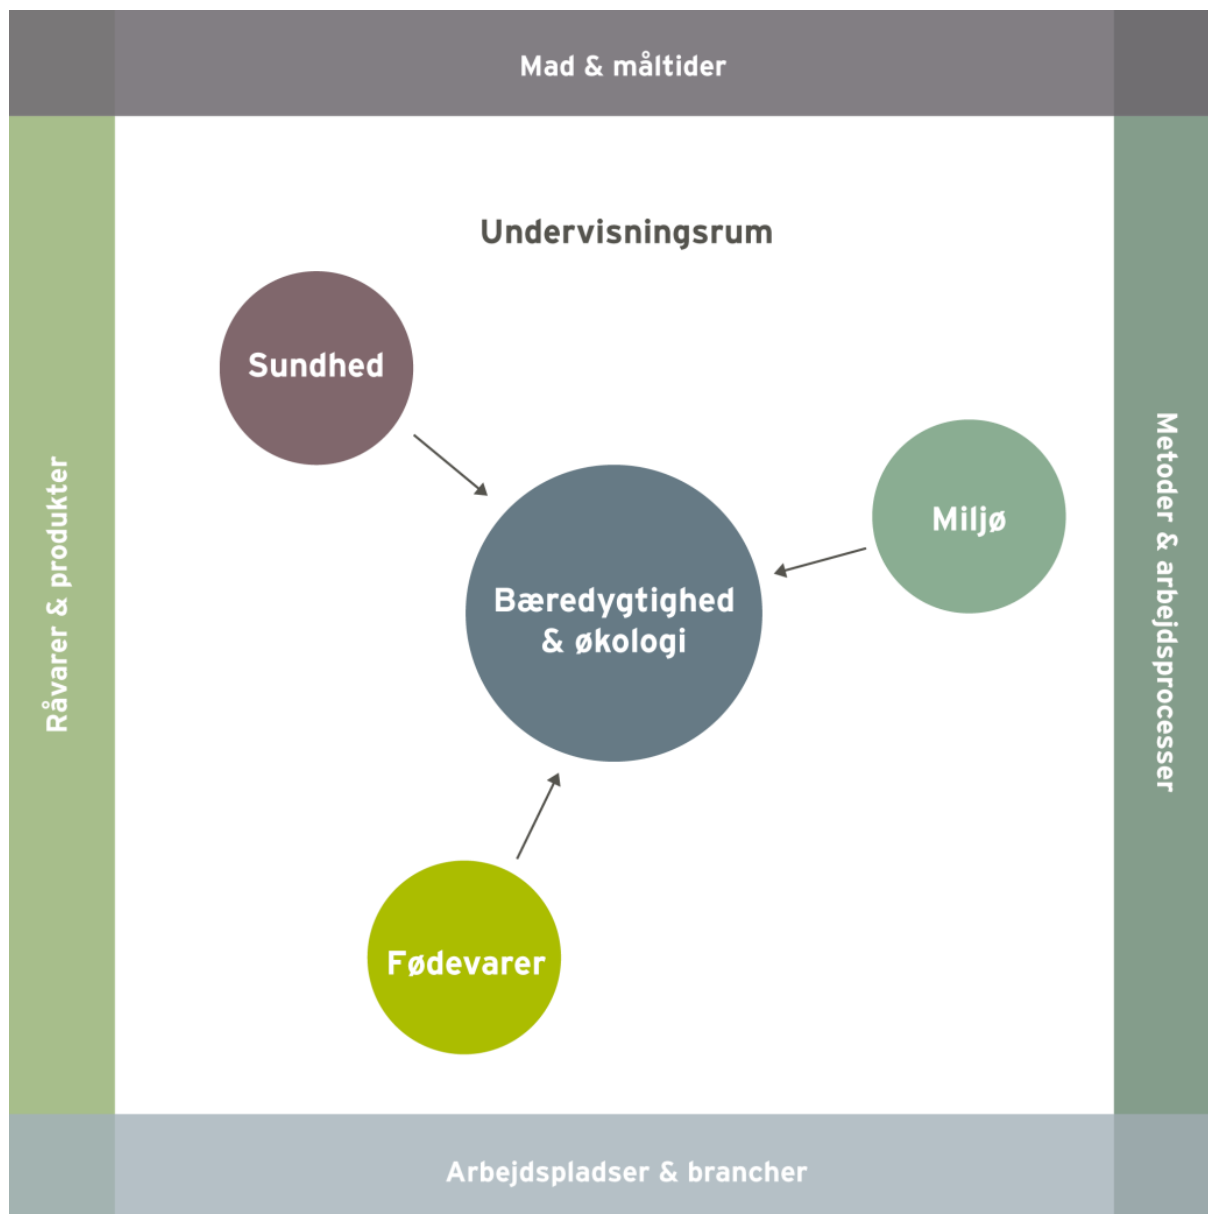 Mad & måltider
Undervisningsrum
Sundhed
Miljø
Bæredygtighed
& økologi
Fødevarer
Råvarer & produkter
Metoder & arbejdsprocesser
Arbejdspladser & brancher